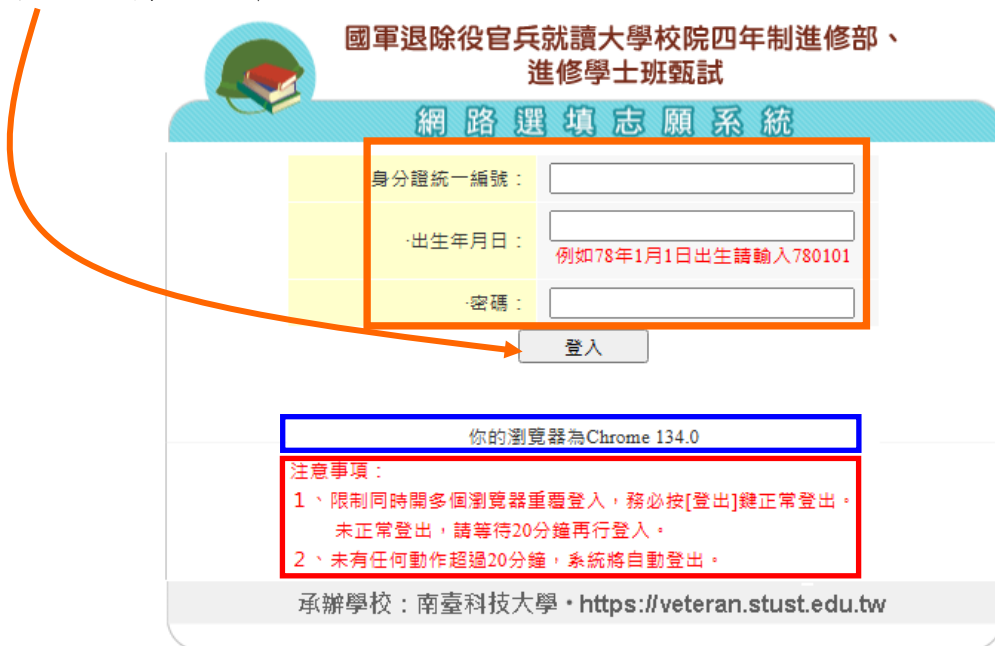 國軍退除役官兵就讀大學校院四年制進修部、
進修學士班甄試
網路選填志願系統
身分證統一編號：
·出生年月日：
例如78年1月1日出生請輸入780101
·密碼：
登入
你的瀏覽器為Chrome 134.0
注意事項：
1、限制同時開多個瀏覽器重覆登入，務必按[登出]鍵正常登出。
未正常登出，請等待20分鐘再行登入。
2、未有任何動作超過20分鐘，系統將自動登出。
承辦學校：南臺科技大學・https://veteran.stust.edu.tw